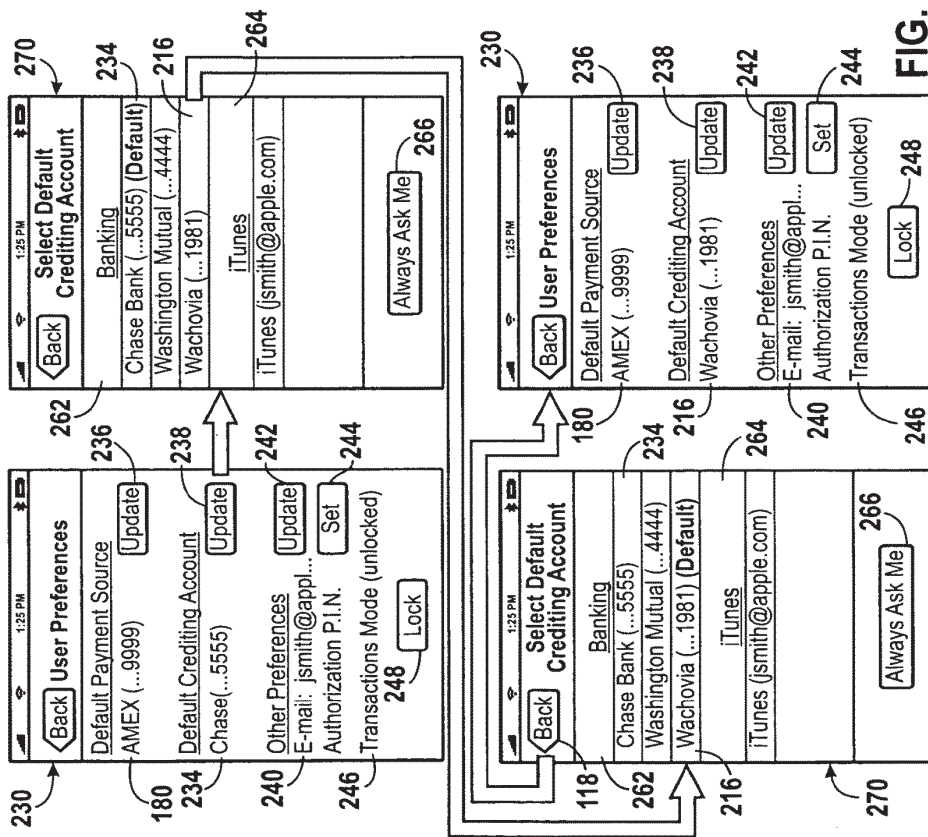 1:25 PM
Back User Preferences
230
Default Payment Source
AMEX (...9999)
Update
236
180
Default Crediting Account
Chase(...5555)
Update
238
234
Other Preferences
E-mail: jsmith@appl...
Update
242
240
Authorization P.I.N.
Set
244
Transactions Mode (unlocked)
246
Lock
248
1:25 PM
Back
Select Default
Crediting Account
270
262
Banking
Chase Bank (...5555) (Default)
234
Washington Mutual (...4444)
Wachovia (...1981)
216
iTunes
264
iTunes (jsmith@apple.com)
Always Ask Me
266
1:25 PM
Back
Select Default
Crediting Account
118
262
Banking
Chase Bank (...5555)
234
Washington Mutual (...4444)
Wachovia (...1981) (Default)
216
iTunes
264
iTunes (jsmith@apple.com)
270
Always Ask Me
266
1:25 PM
Back User Preferences
230
Default Payment Source
AMEX (...9999)
Update
236
180
Default Crediting Account
Wachovia (...1981)
Update
238
216
Other Preferences
E-mail: jsmith@appl...
Update
242
240
Authorization P.I.N.
Set
244
Transactions Mode (unlocked)
246
Lock
248
FIG.